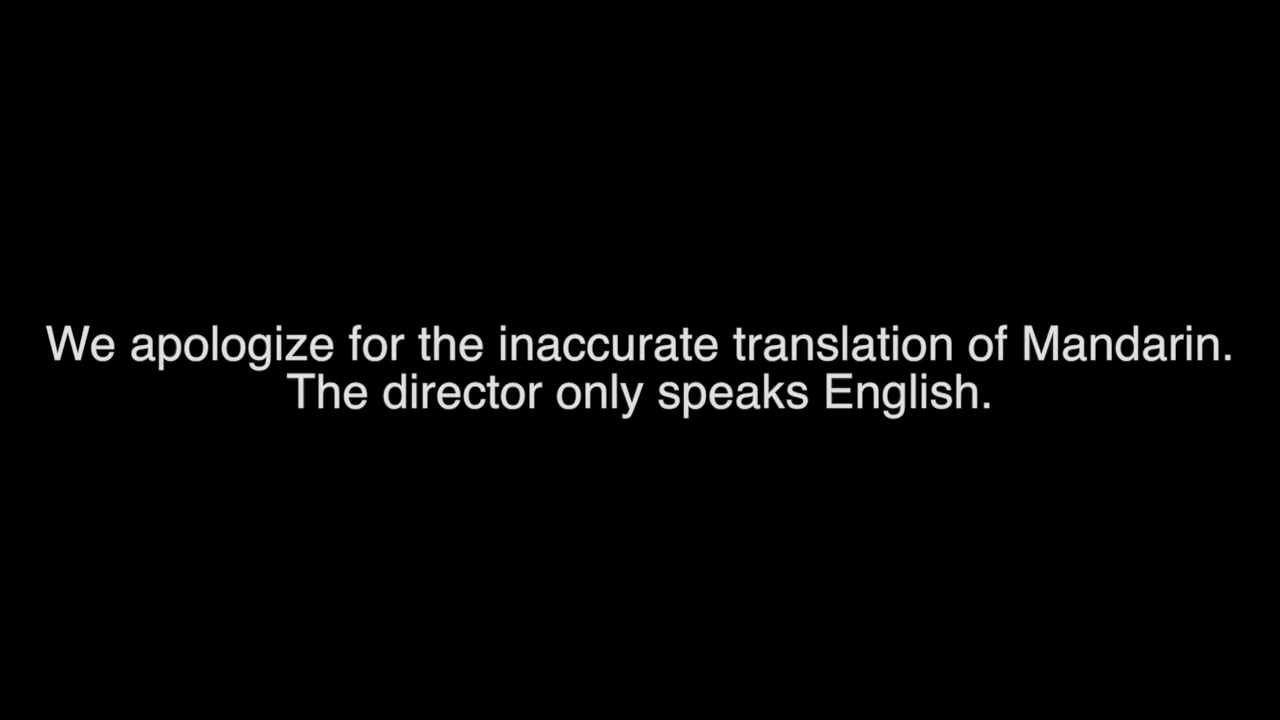 We apologize for the inaccurate translation of Mandarin.
The director only speaks English.